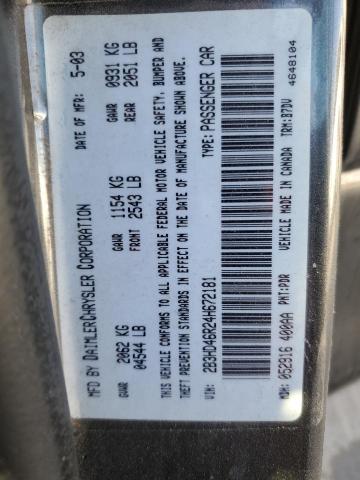 MFD BY DAIMLERCHRYSLER CORPORATION DATE OF MFR: 5-03
GVWR 2062 KG GAWR FRONT 1154 KG GAWR REAR 0931 KG
04544 LB 2543 LB 2051 LB
THIS VEHICLE CONFORMS TO ALL APPLICABLE FEDERAL MOTOR VEHICLE SAFETY, BUMPER AND
THEFT PREVENTION STANDARDS IN EFFECT ON THE DATE OF MANUFACTURE SHOWN ABOVE.
VIN: 2B3HD46R24H672181 TYPE: PASSENGER CAR
MDH: 052916 400AA PNT: PDR VEHICLE MADE IN CANADA TRM: B7DV 4648104